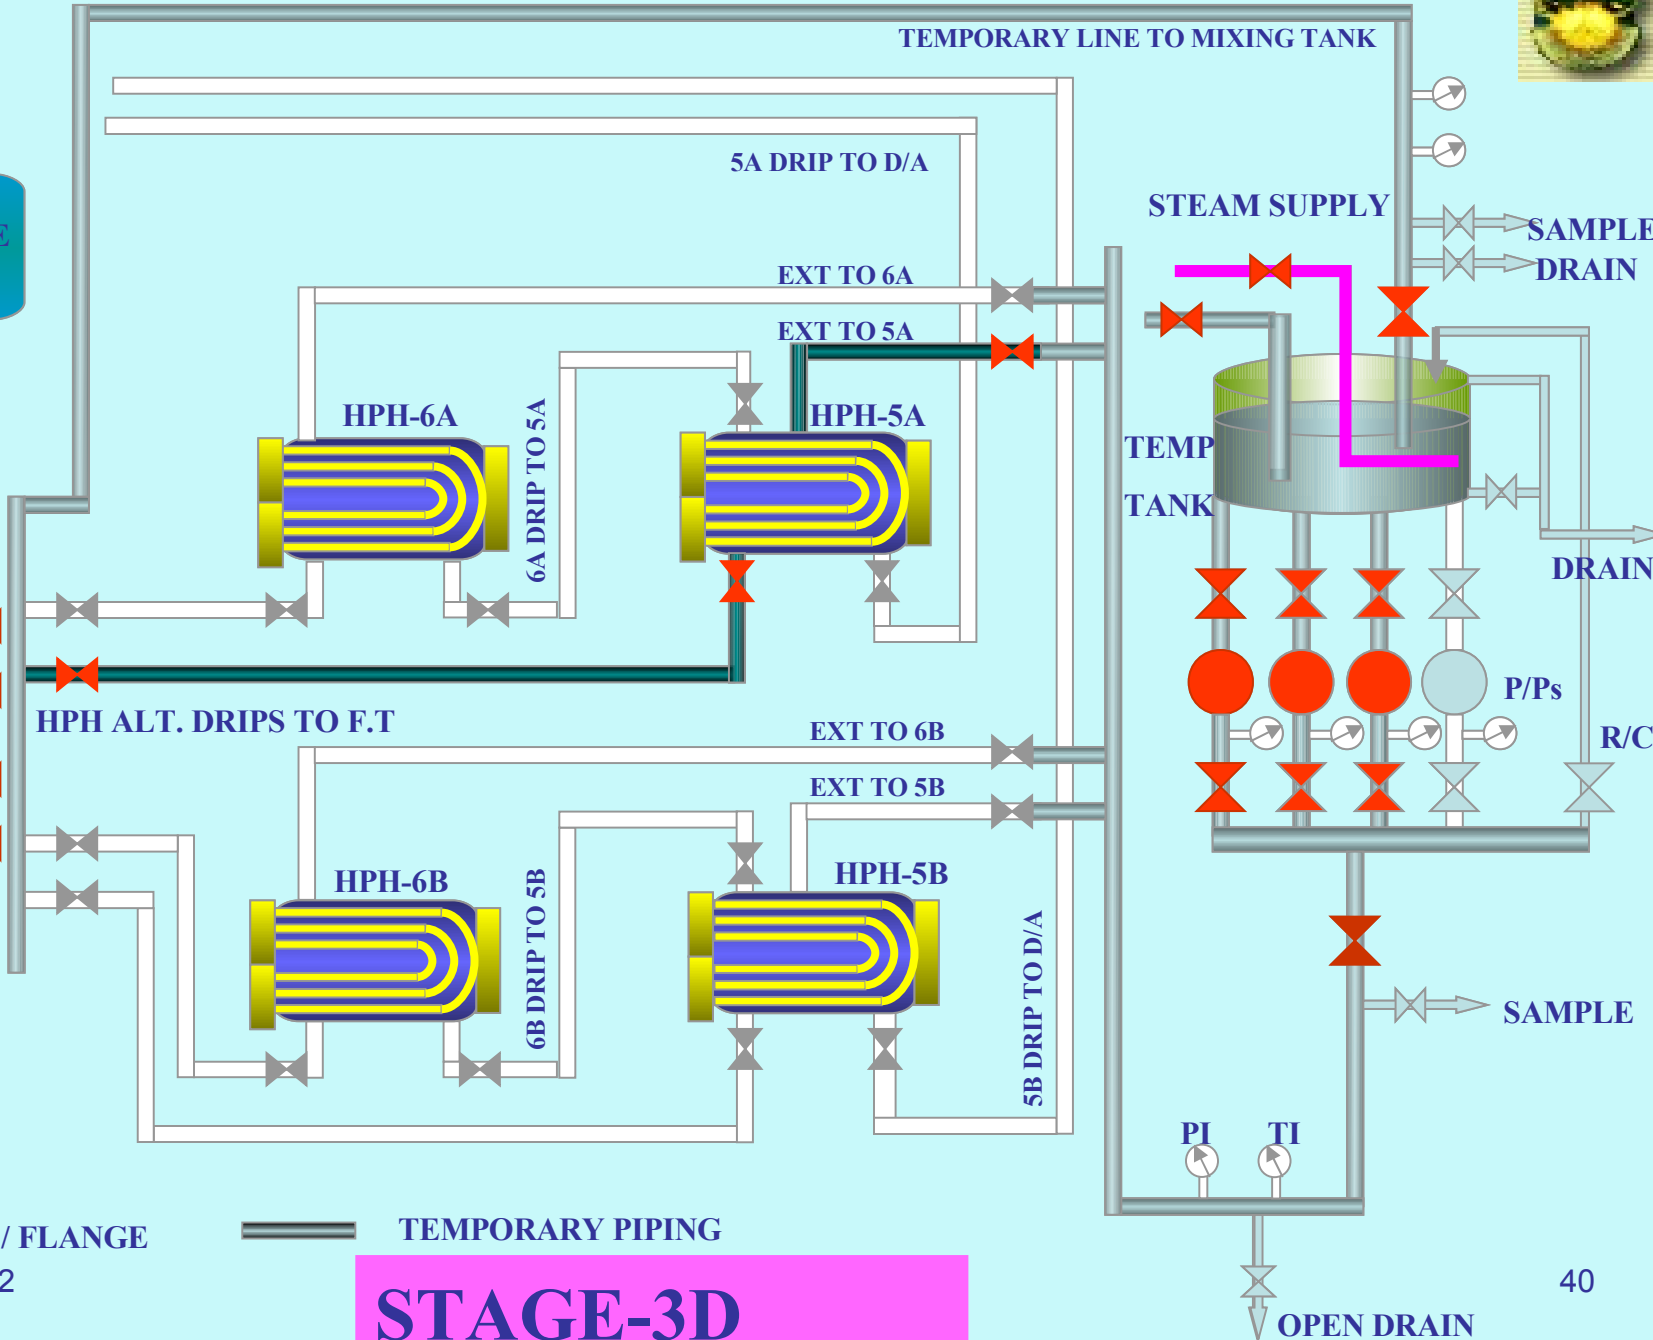 TEMPORARY LINE TO MIXING TANK
5A DRIP TO D/A
STEAM SUPPLY
SAMPLE
DRAIN
E
EXT TO 6A
EXT TO 5A
HPH-6A
6A DRIP TO 5A
HPH-5A
TEMP
TANK
DRAIN
P/Ps
R/C
HPH ALT. DRIPS TO F.T
EXT TO 6B
EXT TO 5B
HPH-6B
6B DRIP TO 5B
HPH-5B
5B DRIP TO D/A
SAMPLE
PI
TI
/ FLANGE
TEMPORARY PIPING
2
STAGE-3D
40
OPEN DRAIN